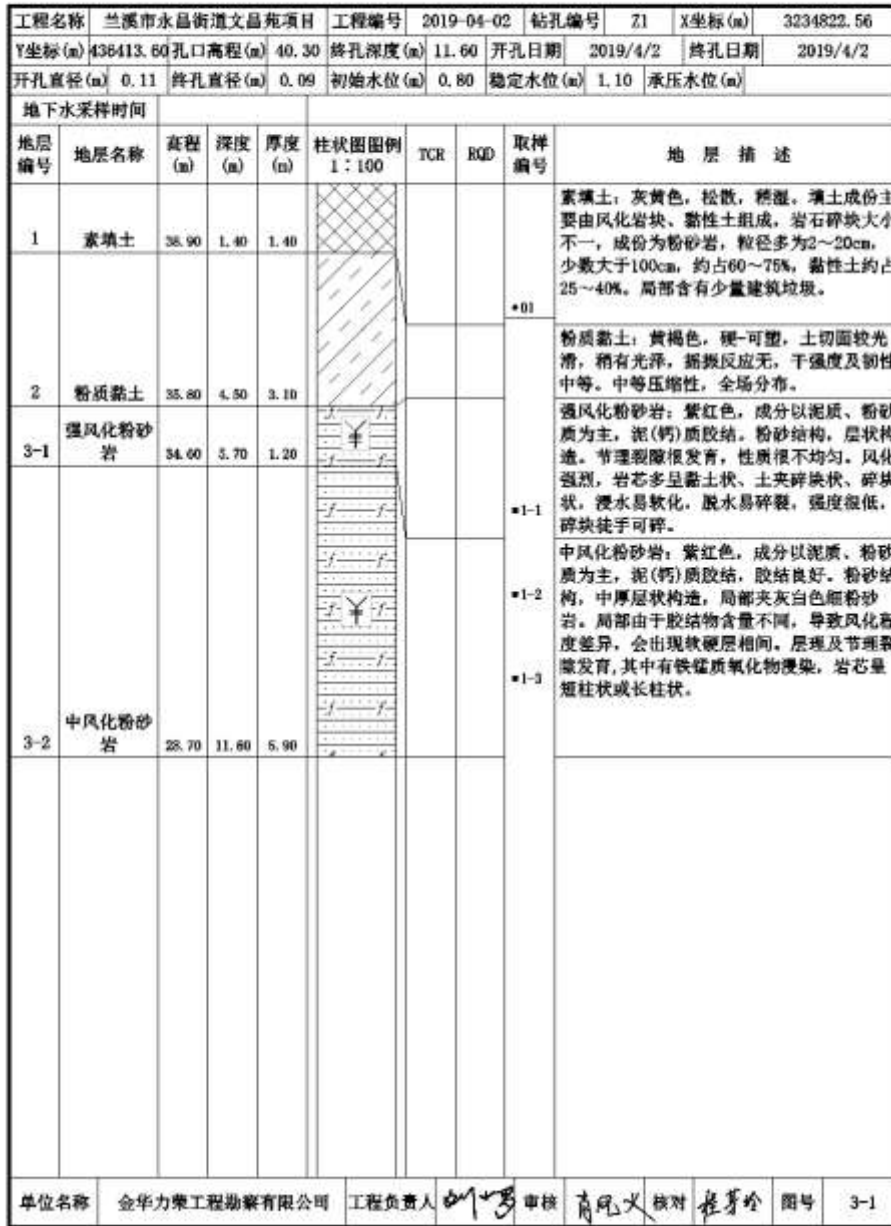 工程名称 兰溪市永昌街道文昌苑项目 工程编号 2019-04-02 钻孔编号 Z1 X坐标(m) 3234822.56
Y坐标(m) 436413.60 孔口高程(m) 40.30 终孔深度(m) 11.60 开孔日期 2019/4/2 终孔日期 2019/4/2
开孔直径(m) 0.11 终孔直径(m) 0.09 初始水位(m) 0.80 稳定水位(m) 1.10 承压水位(m)
地下水采样时间
地层编号 地层名称 高程(m) 深度(m) 厚度(m) 柱状图图例 1:100 TCR RQD 取样编号 地 层 描 述
1 素填土 38.90 1.40 1.40
素填土：灰黄色，松散，稍湿。填土成份主
要由风化岩块、黏性土组成，岩石碎块大小
不一，成份为粉砂岩，粒径多为2～20cm，
少数大于100cm，约占60～75%，黏性土约占
25～40%。局部含有少量建筑垃圾。
01
2 粉质黏土 35.80 4.50 3.10
粉质黏土：黄褐色，硬-可塑，土切面较光
滑，稍有光泽，摇振反应无，干强度及韧性
中等。中等压缩性，全场分布。
3-1 强风化粉砂岩 34.60 5.70 1.20
强风化粉砂岩：紫红色，成分以泥质、粉砂
质为主，泥(钙)质胶结。粉砂结构，层状构
造。节理裂隙很发育，性质很不均匀。风化
强烈，岩芯多呈黏土状、土夹碎块状、碎块
状，浸水易软化，脱水易碎裂，强度很低，
碎块徒手可碎。
1-1
1-2
1-3
3-2 中风化粉砂岩 28.70 11.60 5.90
中风化粉砂岩：紫红色，成分以泥质、粉砂
质为主，泥(钙)质胶结，胶结良好。粉砂结
构，中厚层状构造，局部夹灰白色细粉砂
岩。局部由于胶结物含量不同，导致风化程
度差异，会出现软硬层相间。层理及节理裂
隙发育,其中有铁锰质氧化物浸染，岩芯呈
短柱状或长柱状。
单位名称 金华力荣工程勘察有限公司 工程负责人 审核 核对 图号 3-1